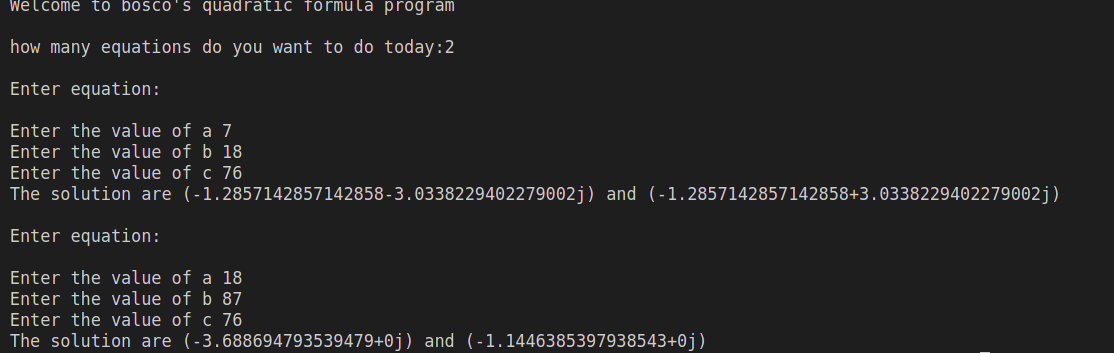 Welcome to bosco's quadratic formula program
how many equations do you want to do today:2
Enter equation:
Enter the value of a 7
Enter the value of b 18
Enter the value of c 76
The solution are (-1.2857142857142858-3.0338229402279002j) and (-1.2857142857142858+3.0338229402279002j)
Enter equation:
Enter the value of a 18
Enter the value of b 87
Enter the value of c 76
The solution are (-3.688694793539479+0j) and (-1.1446385397938543+0j)